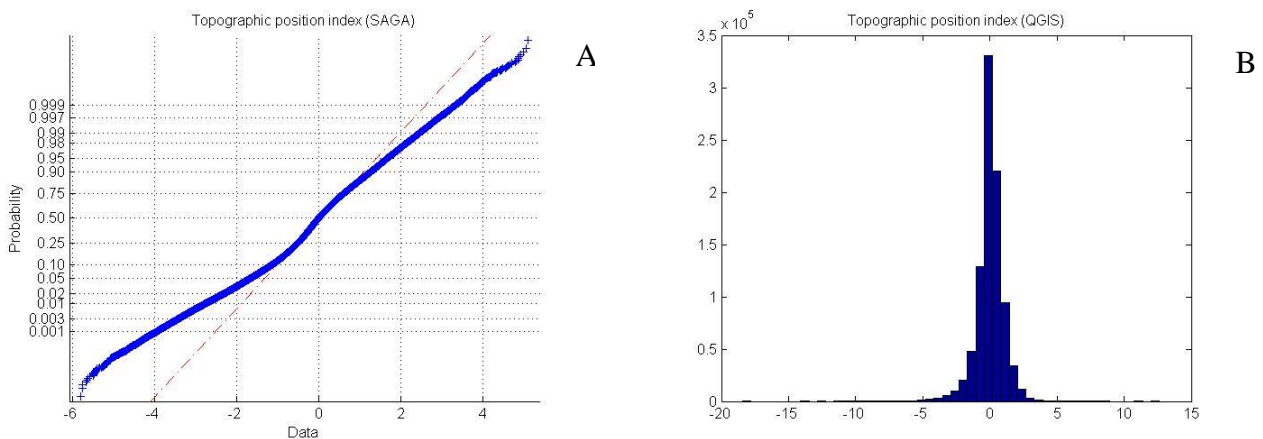 Topographic position index (SAGA)
A
0.999
0.997
0.99
0.98
0.95
0.90
0.75
0.50
0.25
0.10
0.05
0.02
0.01
0.003
0.001
Probability
-6 -4 -2 0 2 4
Data
x 10^5
Topographic position index (QGIS)
B
3.5
3
2.5
2
1.5
1
0.5
0
-20 -15 -10 -5 0 5 10 15